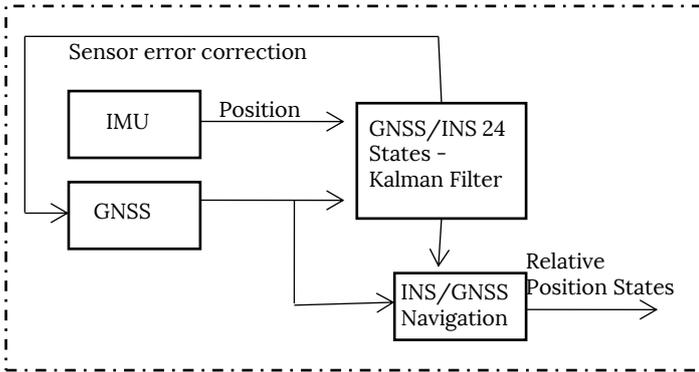 Sensor error correction
IMU
Position
GNSS/INS 24
States -
Kalman Filter
GNSS
INS/GNSS
Navigation
Relative
Position States